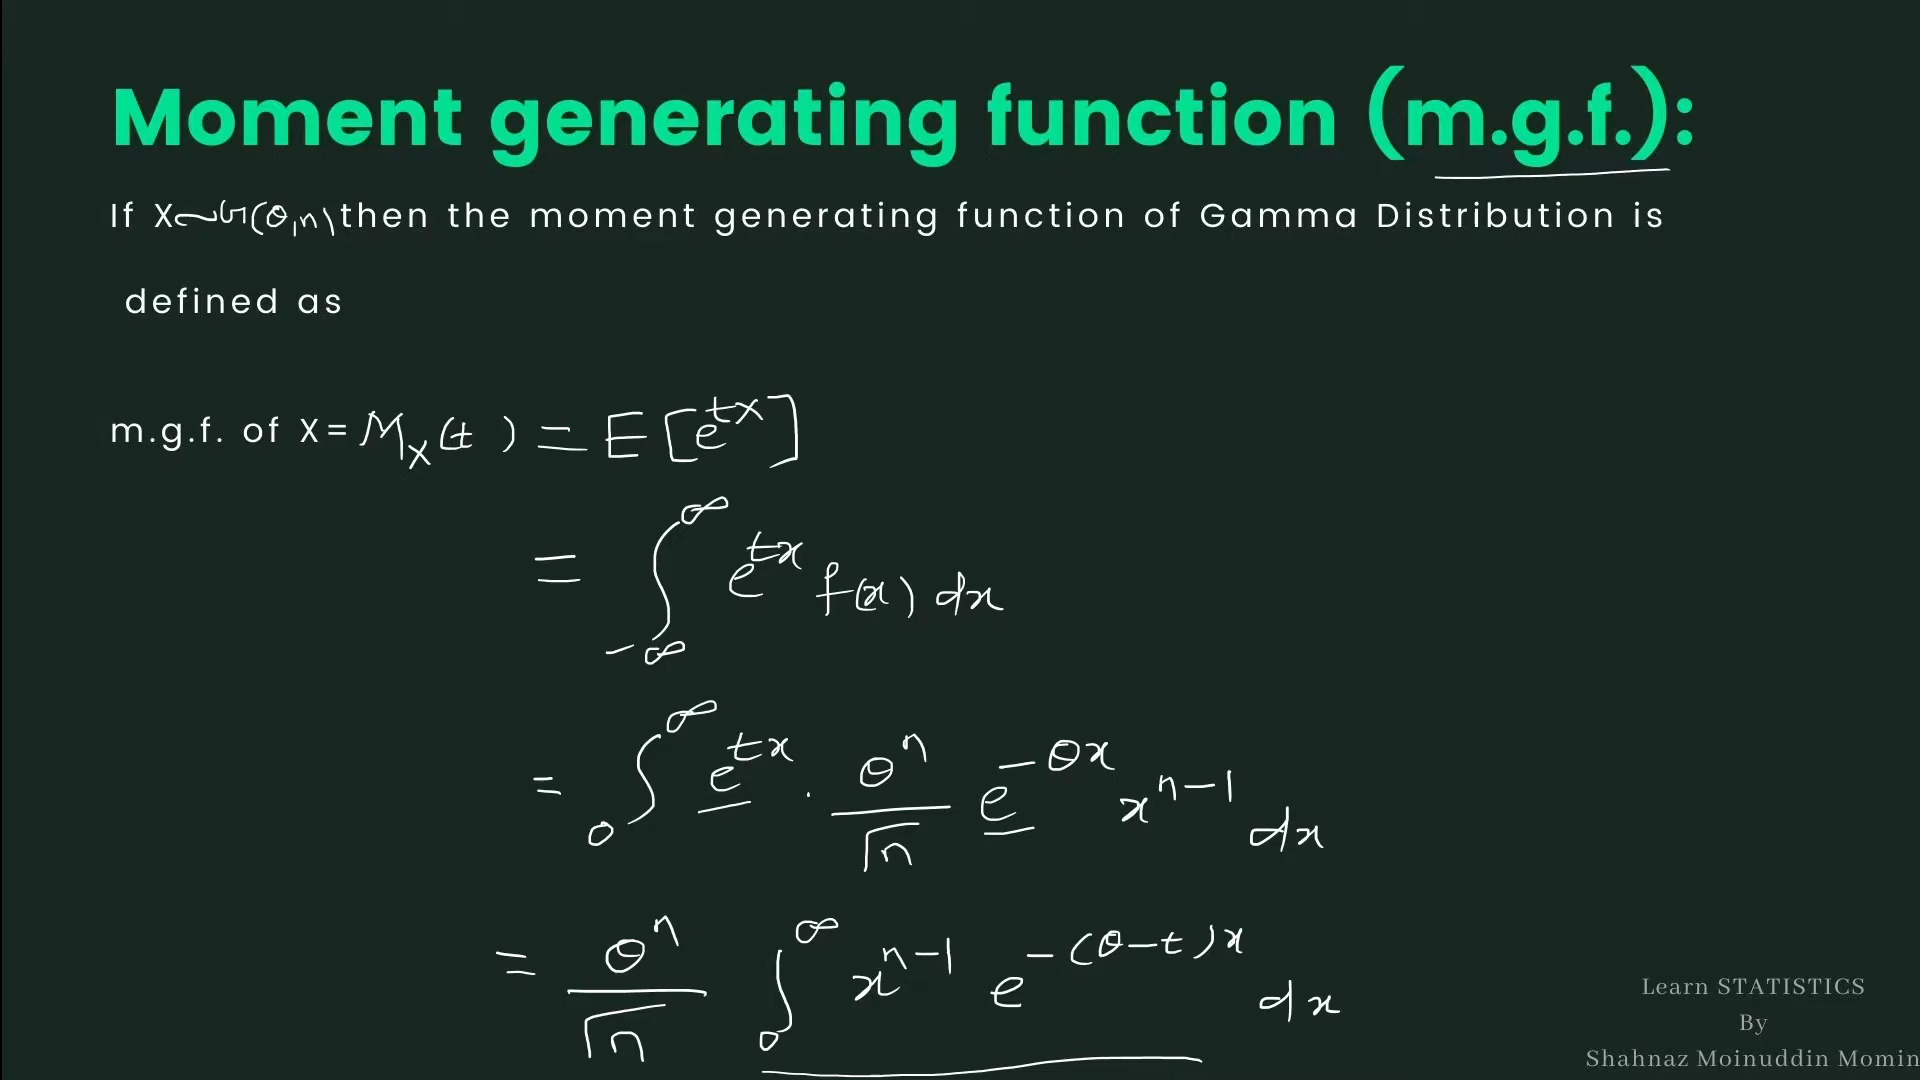 Moment generating function (m.g.f.):
If X~G(θ,n) then the moment generating function of Gamma Distribution is
defined as
m.g.f. of X= M_X(t) = E[e^{tx}]
= ∫_{-∞}^{∞} e^{tx} f(x) dx
= ∫_0^∞ e^{tx} . θ^n/Γn e^{-θx} x^{n-1} dx
= θ^n/Γn ∫_0^∞ x^{n-1} e^{-(θ-t)x} dx
Learn STATISTICS
By
Shahnaz Moinuddin Momin